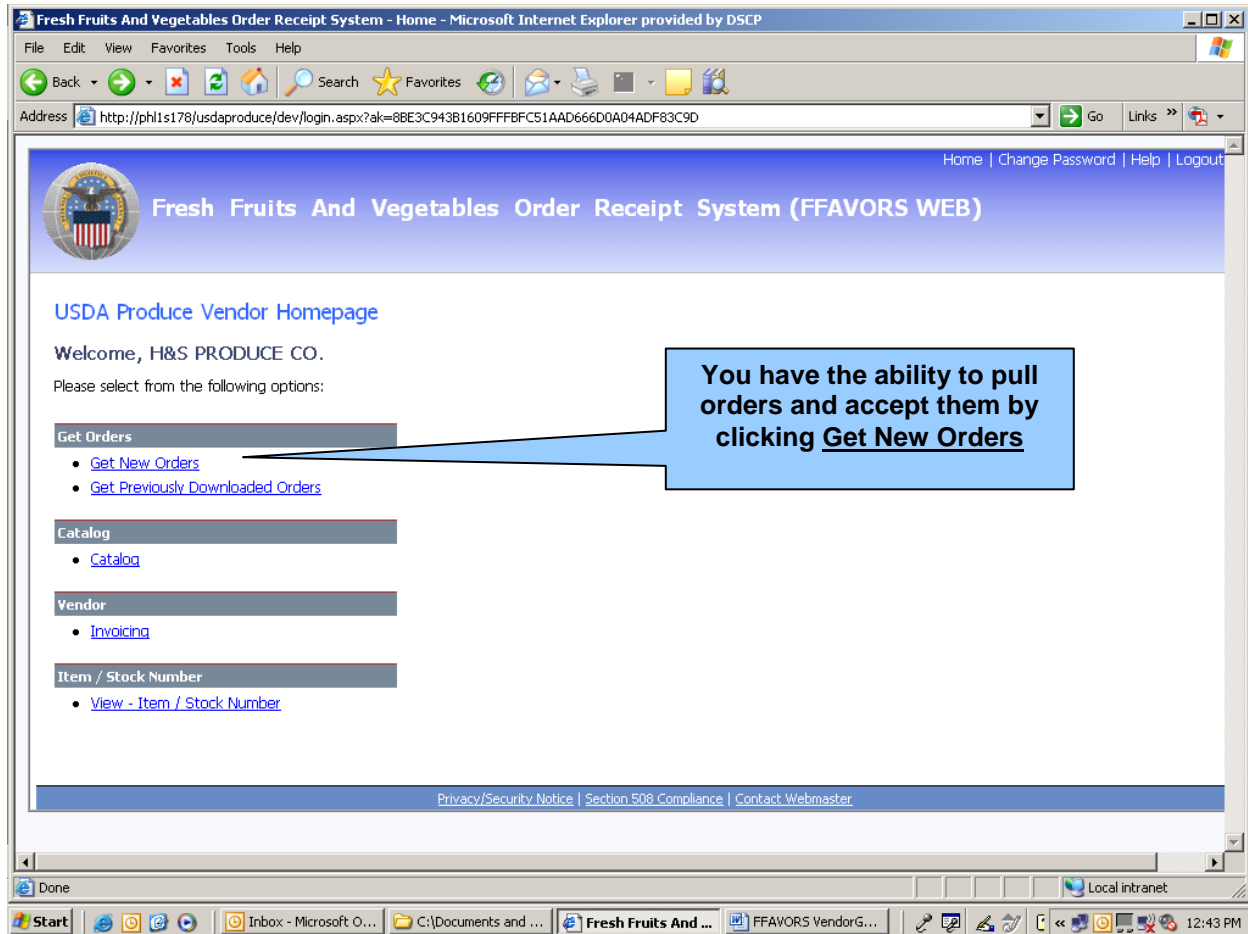 Fresh Fruits And Vegetables Order Receipt System - Home - Microsoft Internet Explorer provided by DSCP
File Edit View Favorites Tools Help
Back Search Favorites
Address http://phl1s178/usdaproduce/dev/login.aspx?ak=8BE3C943B1609FFFBFC51AAD666D0A04ADF83C9D Go Links »
Home | Change Password | Help | Logout
Fresh Fruits And Vegetables Order Receipt System (FFAVORS WEB)
USDA Produce Vendor Homepage
Welcome, H&S PRODUCE CO.
Please select from the following options:
You have the ability to pull
orders and accept them by
clicking Get New Orders
Get Orders
• Get New Orders
• Get Previously Downloaded Orders
Catalog
• Catalog
Vendor
• Invoicing
Item / Stock Number
• View - Item / Stock Number
Privacy/Security Notice | Section 508 Compliance | Contact Webmaster
Done Local intranet
Start Inbox - Microsoft O... C:\Documents and ... Fresh Fruits And ... FFAVORS VendorG... « 12:43 PM